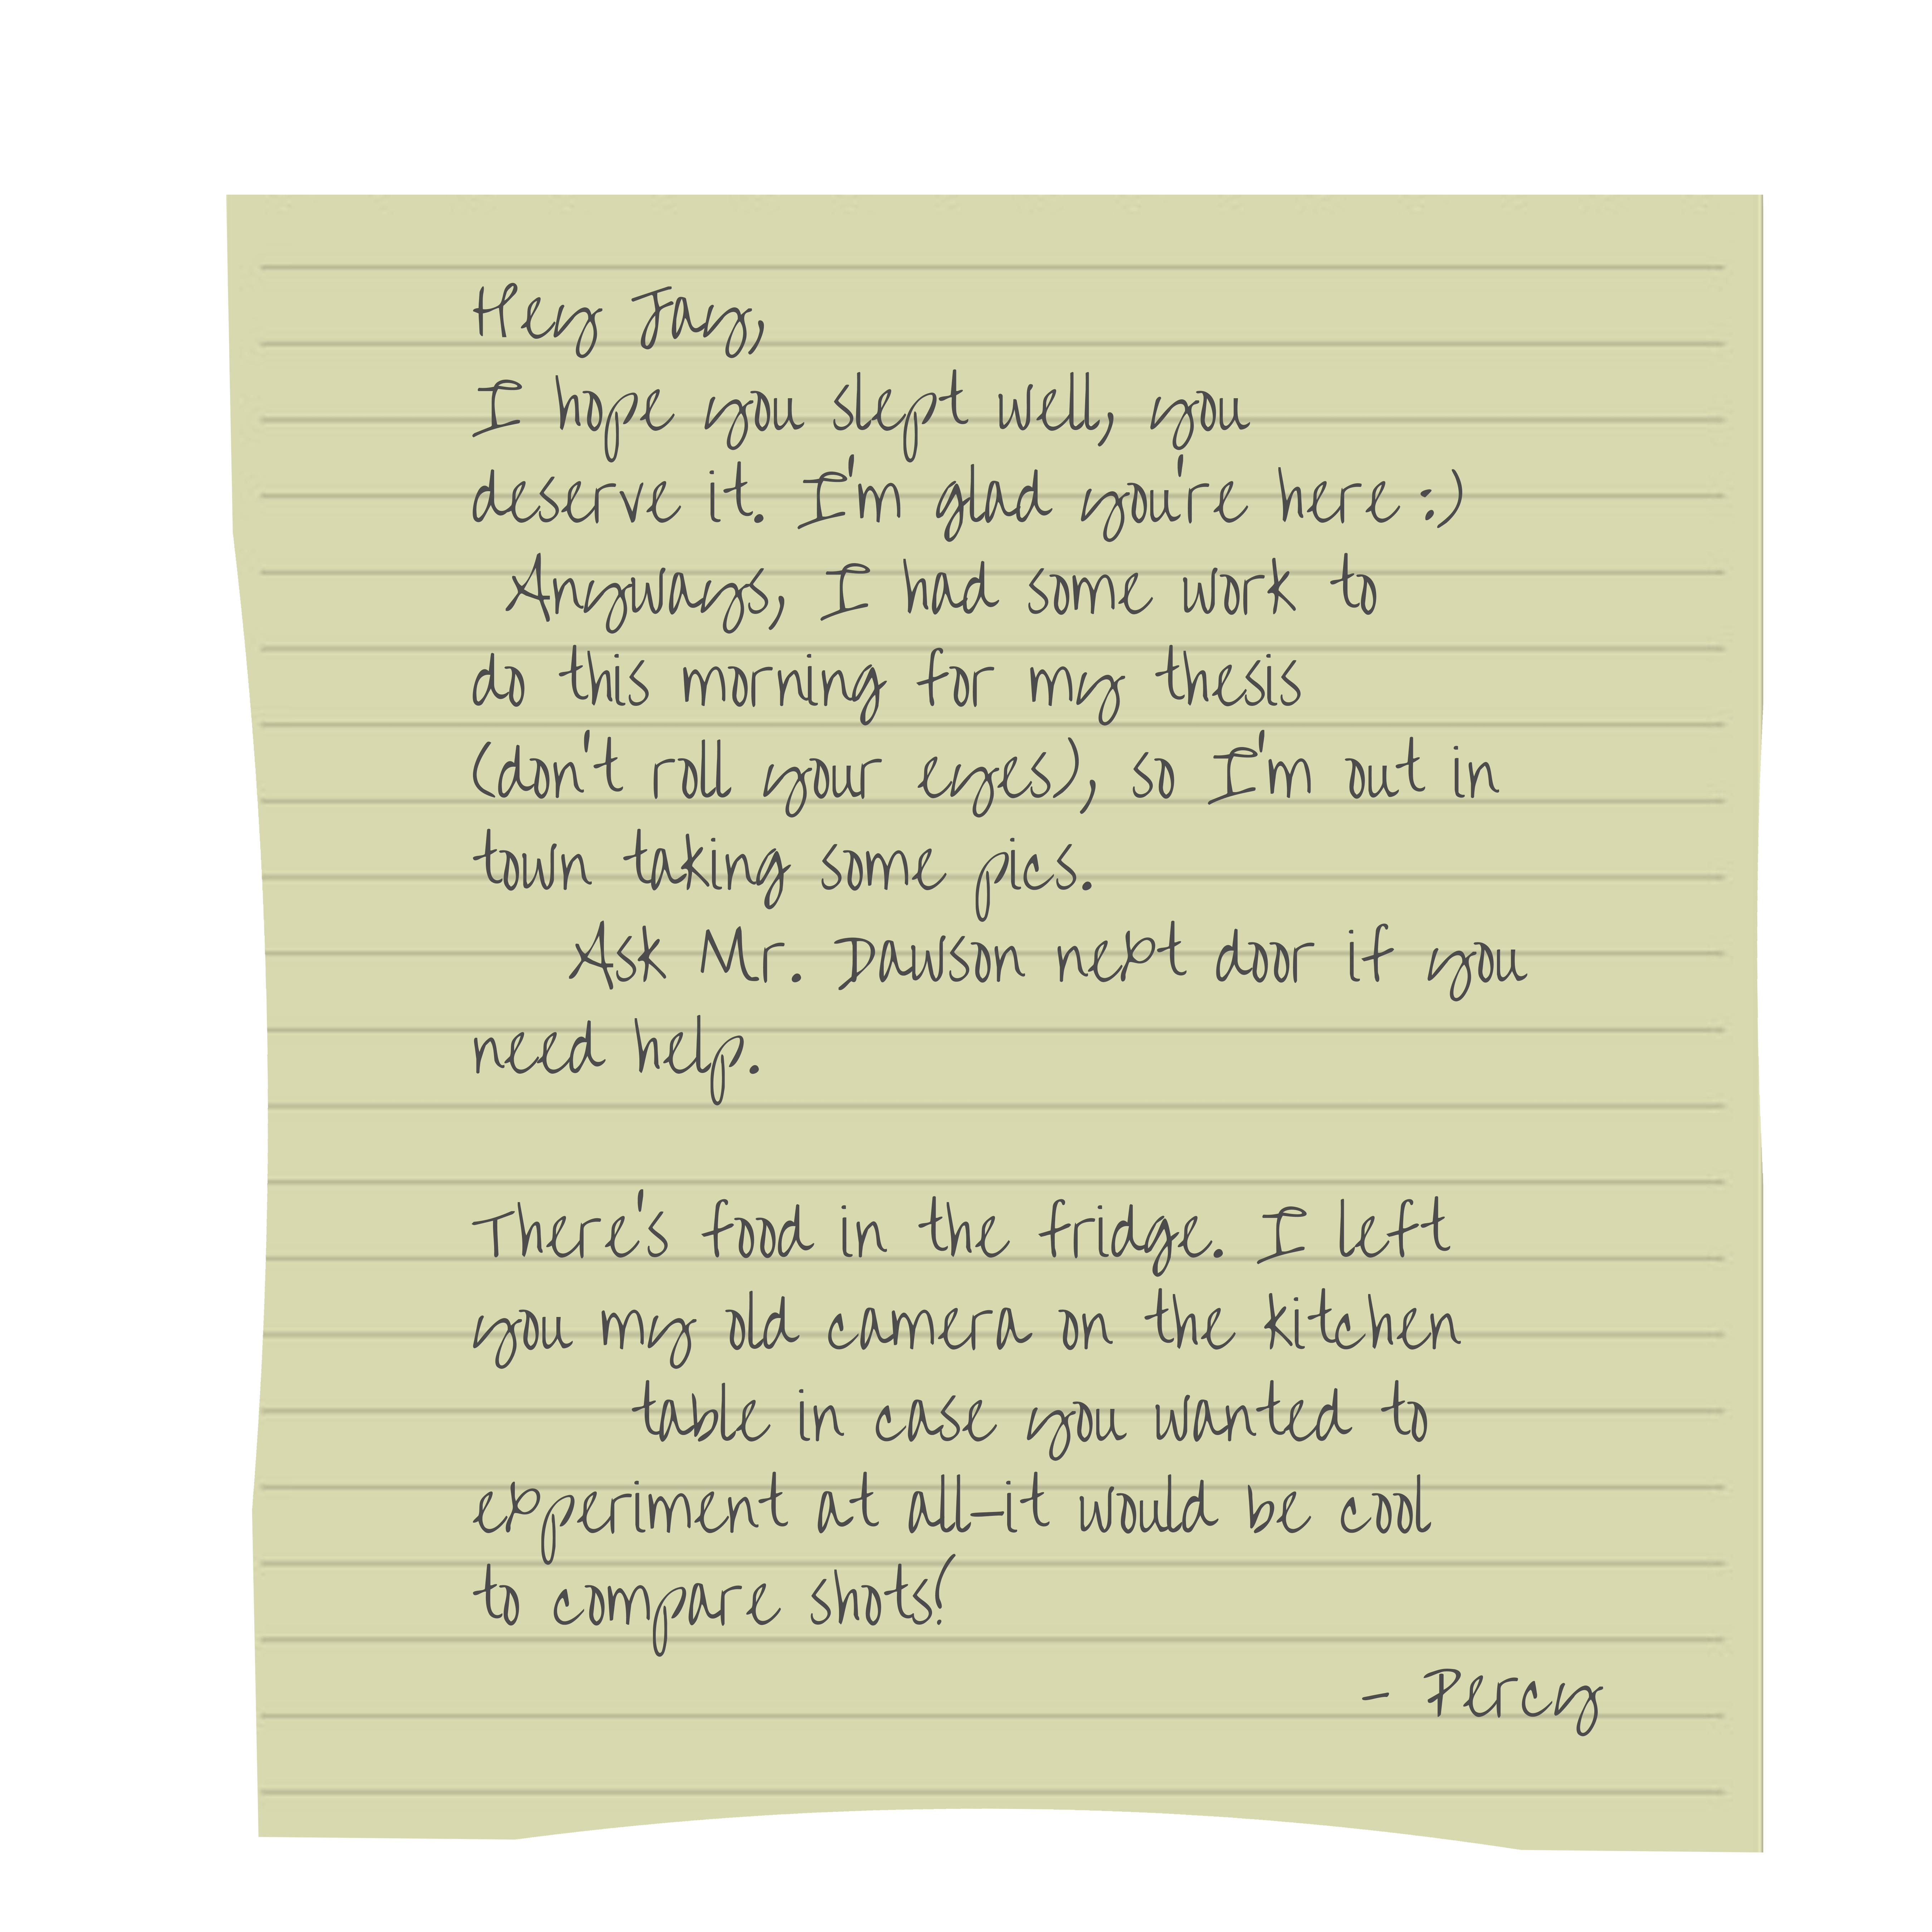 Hey Jay,
I hope you slept well, you
deserve it. I'm glad you're here :)
Anyways, I had some work to
do this morning for my thesis
(don't roll your eyes), so I'm out in
town taking some pics.
Ask Mr. Dawson next door if you
need help.
There's food in the fridge. I left
you my old camera on the kitchen
table in case you wanted to
experiment at all-it would be cool
to compare shots!
- Percy